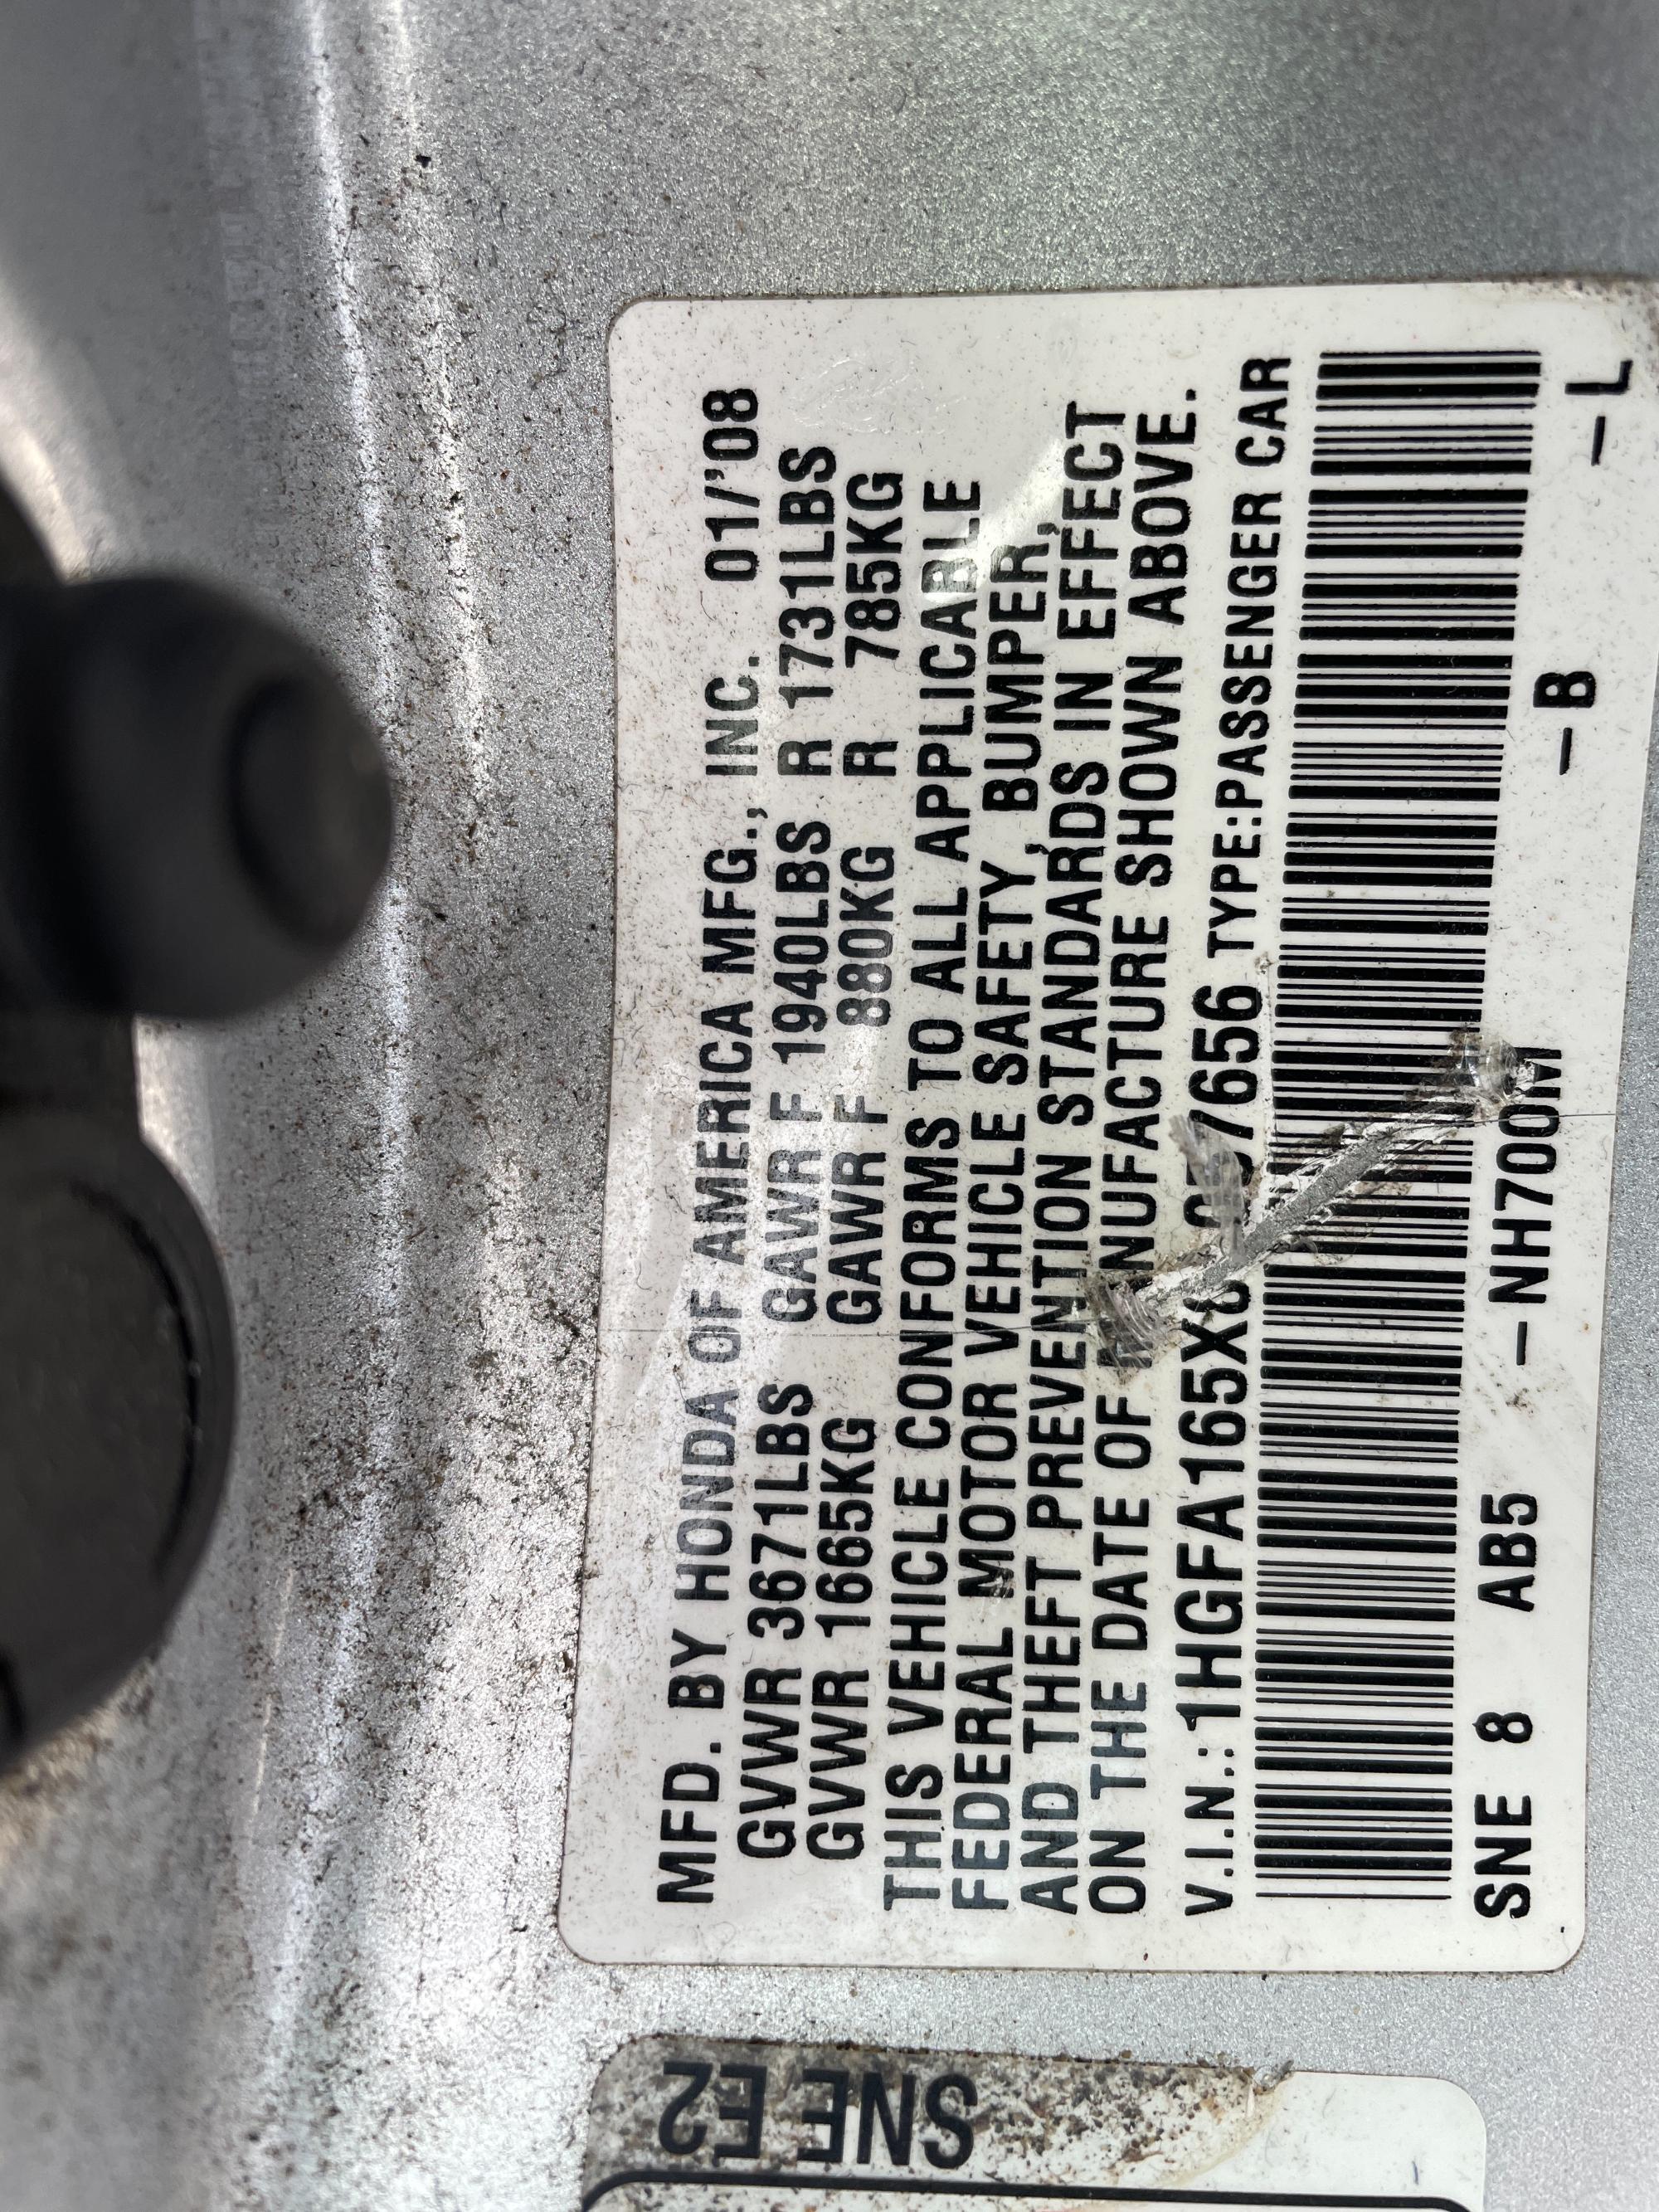 MFD. BY HONDA OF AMERICA MFG., INC. 01/'08
GVWR 3671LBS GAWR F 1940LBS R 1731LBS
GVWR 1665KG GAWR F 880KG R 785KG
THIS VEHICLE CONFORMS TO ALL APPLICABLE
FEDERAL MOTOR VEHICLE SAFETY, BUMPER,
AND THEFT PREVENTION STANDARDS IN EFFECT
ON THE DATE OF MANUFACTURE SHOWN ABOVE.
V.I.N.: TYPE:PASSENGER CAR
SNE 8 AB5 – NH700M – B – L
SNE E2